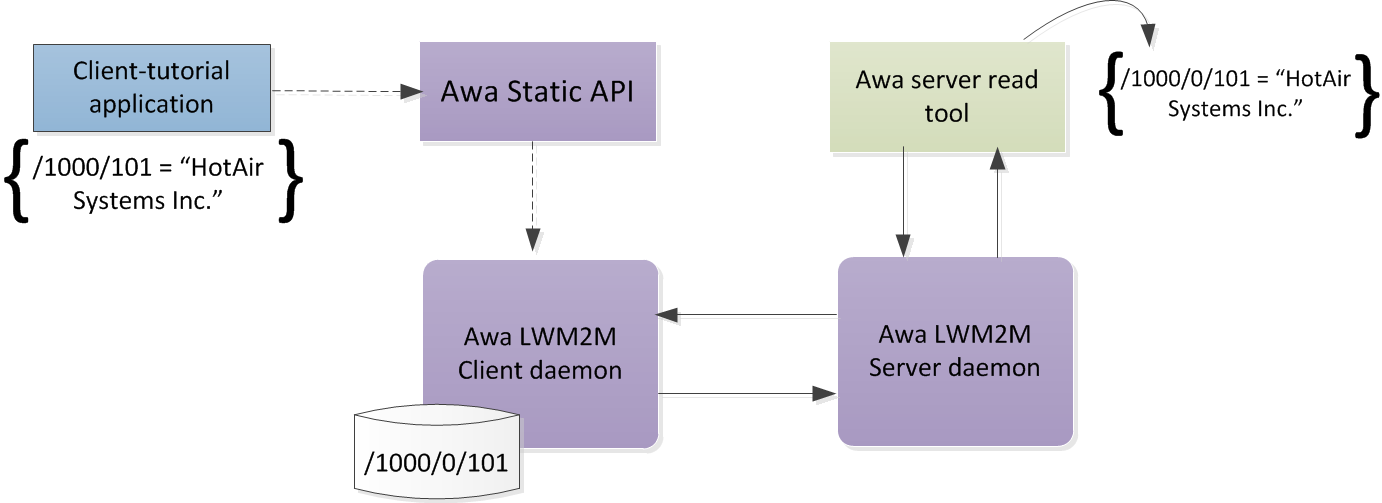 Client-tutorial
application
{ /1000/101 = “HotAir
Systems Inc.” }
Awa Static API
Awa server read
tool
{ /1000/0/101 = “HotAir
Systems Inc.” }
Awa LWM2M
Client daemon
/1000/0/101
Awa LWM2M
Server daemon